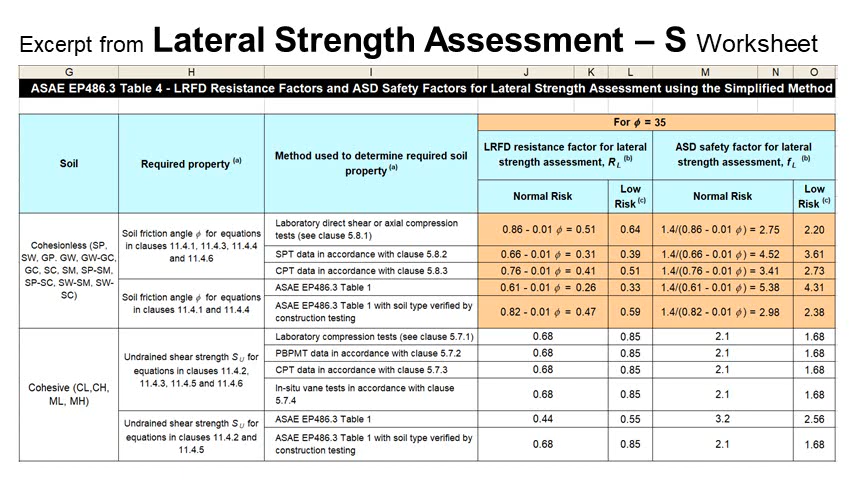 Excerpt from Lateral Strength Assessment – S Worksheet
G H I J K L M N O
ASAE EP486.3 Table 4 - LRFD Resistance Factors and ASD Safety Factors for Lateral Strength Assessment using the Simplified Method
For ϕ = 35
Soil
Required property (a)
Method used to determine required soil
property (a)
LRFD resistance factor for lateral
strength assessment, R L (b)
ASD safety factor for lateral
strength assessment, f L (b)
Normal Risk
Low
Risk (c)
Normal Risk
Low
Risk (c)
Cohesionless (SP,
SW, GP. GW, GW-GC,
GC, SC, SM, SP-SM,
SP-SC, SW-SM, SW-
SC)
Soil friction angle ϕ for equations
in clauses 11.4.1, 11.4.3, 11.4.4
and 11.4.6
Laboratory direct shear or axial compression
tests (see clause 5.8.1)
0.86 - 0.01 ϕ = 0.51 0.64 1.4/(0.86 - 0.01 ϕ) = 2.75 2.20
SPT data in accordance with clause 5.8.2 0.66 - 0.01 ϕ = 0.31 0.39 1.4/(0.66 - 0.01 ϕ) = 4.52 3.61
CPT data in accordance with clause 5.8.3 0.76 - 0.01 ϕ = 0.41 0.51 1.4/(0.76 - 0.01 ϕ) = 3.41 2.73
Soil friction angle ϕ for equations
in clauses 11.4.1 and 11.4.4
ASAE EP486.3 Table 1 0.61 - 0.01 ϕ = 0.26 0.33 1.4/(0.61 - 0.01 ϕ) = 5.38 4.31
ASAE EP486.3 Table 1 with soil type verified by
construction testing
0.82 - 0.01 ϕ = 0.47 0.59 1.4/(0.82 - 0.01 ϕ) = 2.98 2.38
Cohesive (CL,CH,
ML, MH)
Undrained shear strength S U for
equations in clauses 11.4.2,
11.4.3, 11.4.5 and 11.4.6
Laboratory compression tests (see clause 5.7.1) 0.68 0.85 2.1 1.68
PBPMT data in accordance with clause 5.7.2 0.68 0.85 2.1 1.68
CPT data in accordance with clause 5.7.3 0.68 0.85 2.1 1.68
In-situ vane tests in accordance with clause
5.7.4
0.68 0.85 2.1 1.68
Undrained shear strength S U for
equations in clauses 11.4.2 and
11.4.5
ASAE EP486.3 Table 1 0.44 0.55 3.2 2.56
ASAE EP486.3 Table 1 with soil type verified by
construction testing
0.68 0.85 2.1 1.68